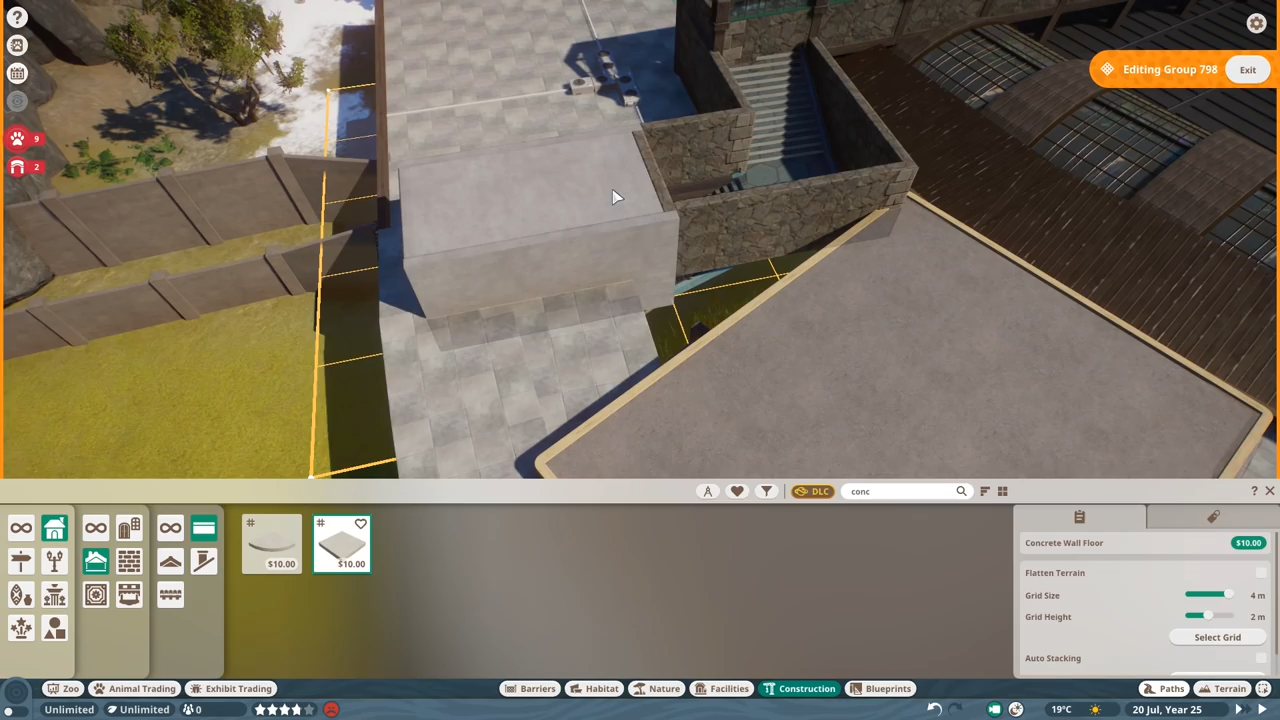 ?
Editing Group 798 Exit
9
2
DLC
conc
?
# $10.00
# $10.00
Concrete Wall Floor $10.00
Flatten Terrain
Grid Size 4 m
Grid Height 2 m
Select Grid
Auto Stacking
Zoo Animal Trading Exhibit Trading Barriers Habitat Nature Facilities Construction Blueprints Paths Terrain
Unlimited Unlimited 0 19°C 20 Jul, Year 25